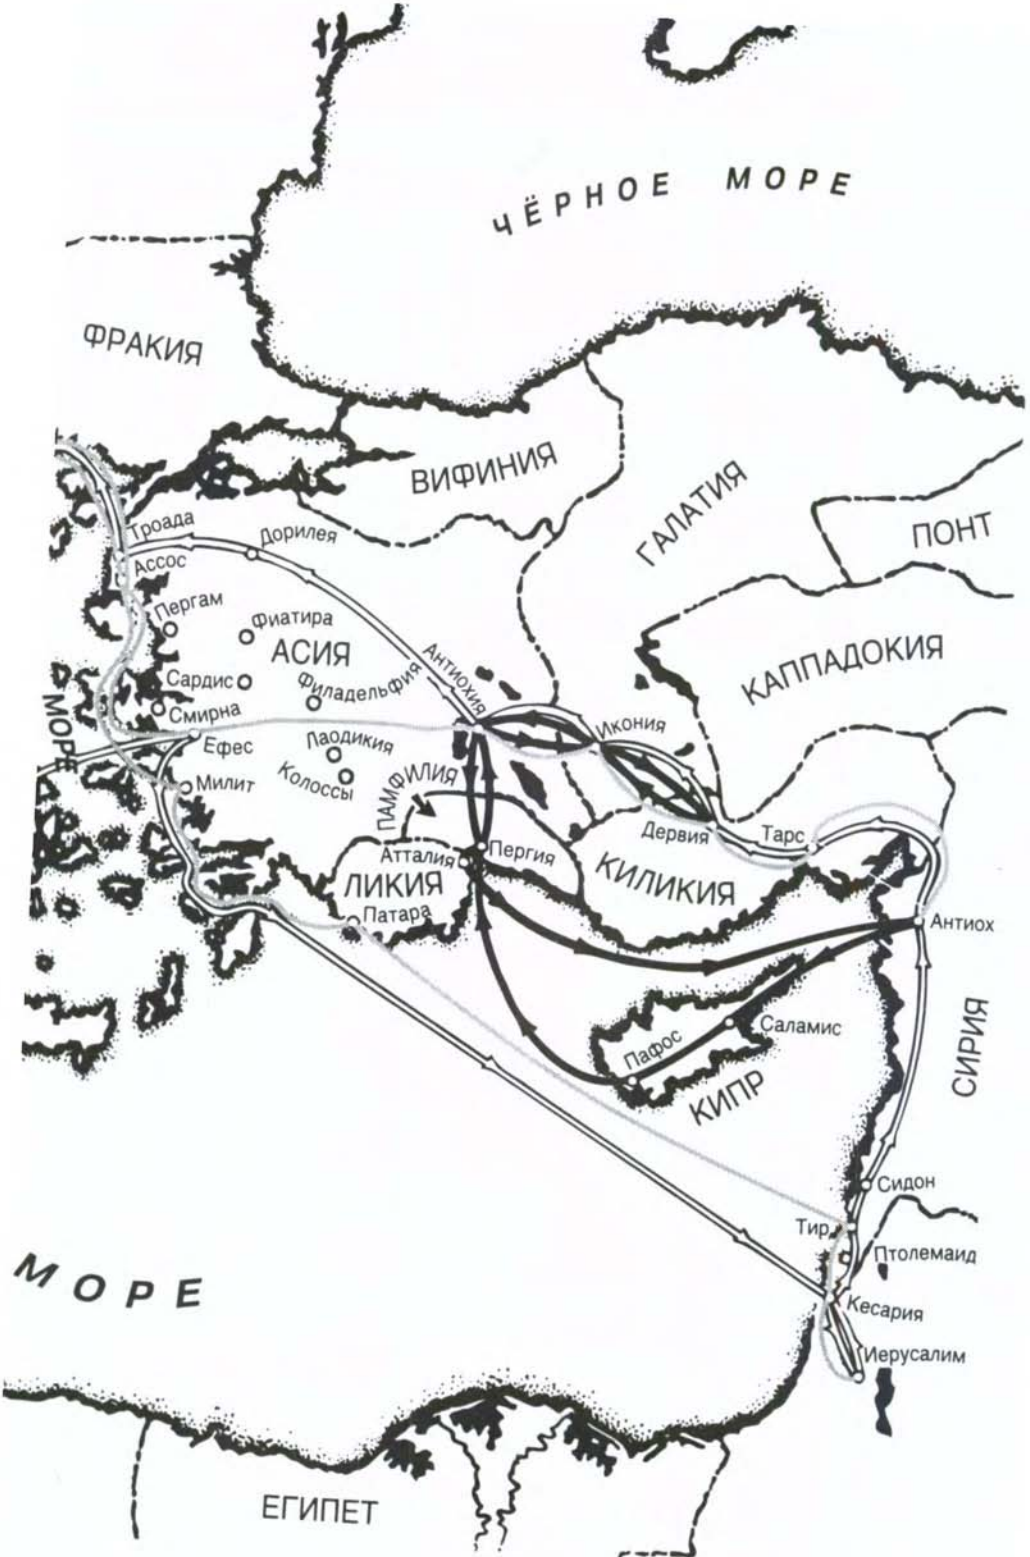 ЧЁРНОЕ МОРЕ
ФРАКИЯ
ВИФИНИЯ
ГАЛАТИЯ
ПОНТ
Троада
Дорилея
Ассос
Пергам
Фиатира
АСИЯ
КАППАДОКИЯ
Антиохия
Сардис
Филадельфия
Смирна
МОРЕ
Ефес
Икония
Лаодикия
Колоссы
Милит
ПАМФИЛИЯ
Дервия
Тарс
Атталия
Пергия
ЛИКИЯ
КИЛИКИЯ
Патара
Антиох
Саламис
Пафос
КИПР
СИРИЯ
Сидон
Тир
Птолемаид
МОРЕ
Кесария
Иерусалим
ЕГИПЕТ